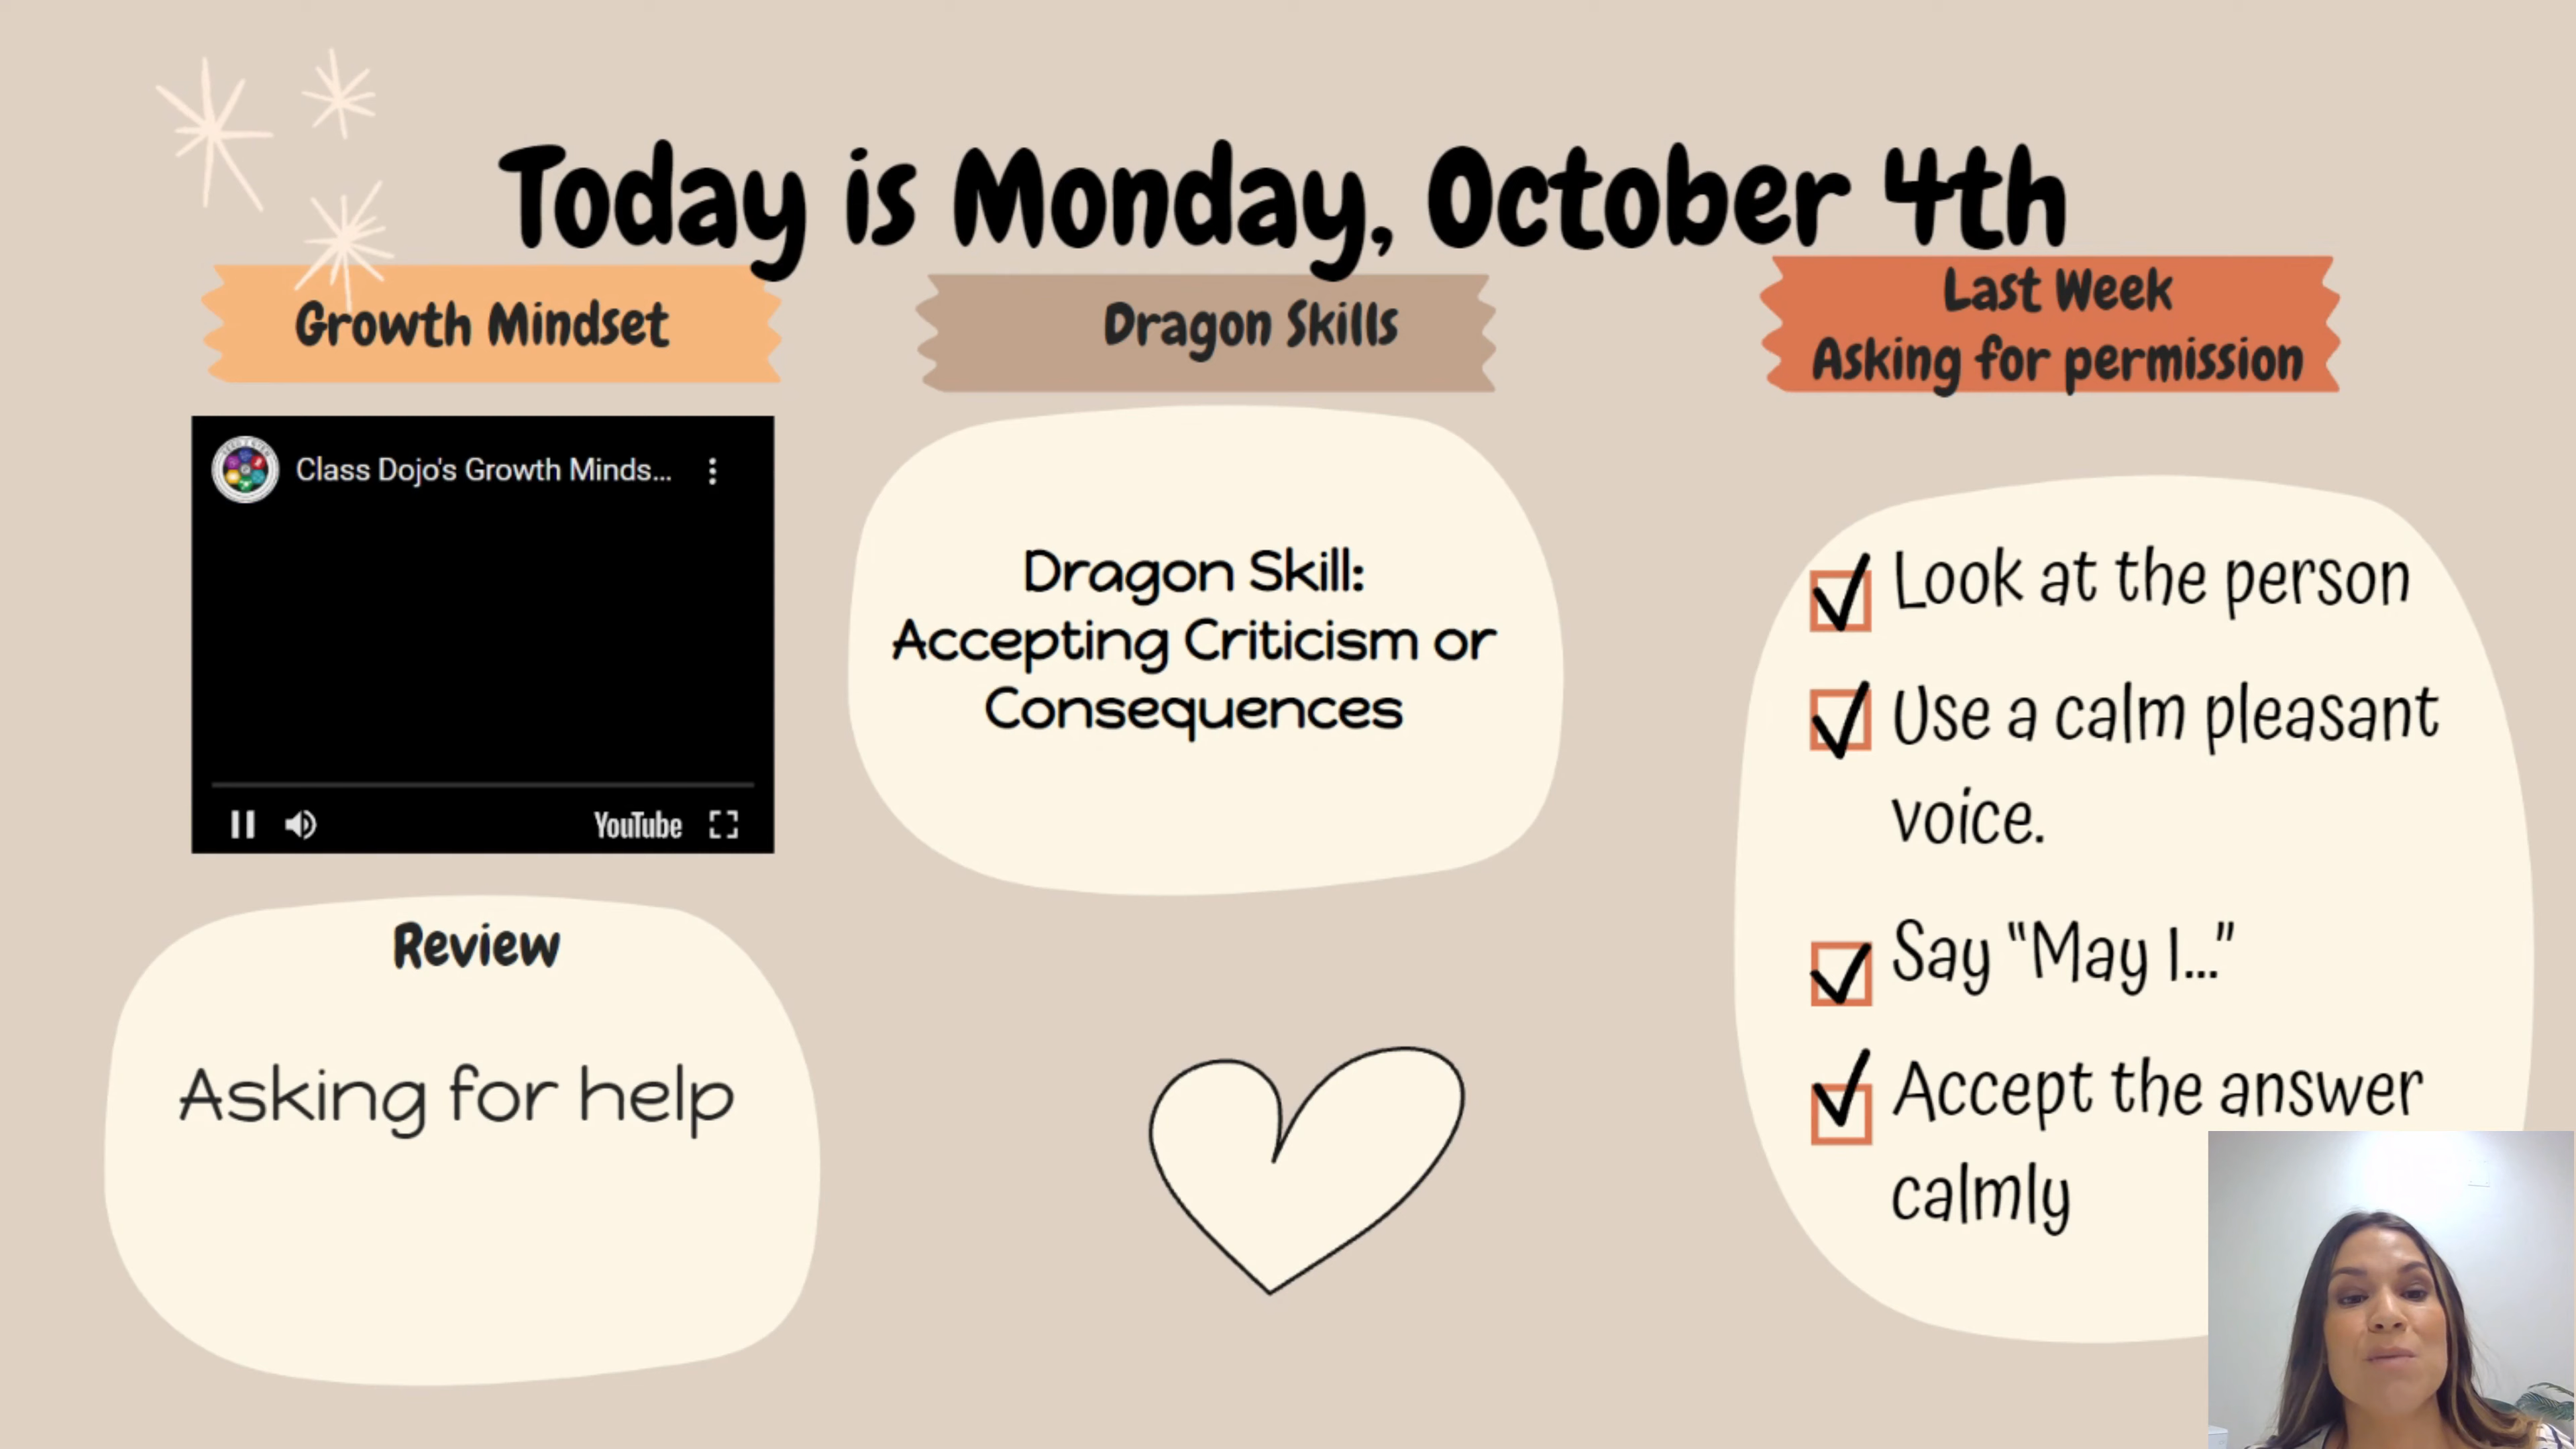 Today is Monday, October 4th
Growth Mindset
Class Dojo's Growth Minds...
YouTube
Review
Asking for help
Dragon Skills
Dragon Skill:
Accepting Criticism or
Consequences
Last Week
Asking for permission
Look at the person
Use a calm pleasant
voice.
Say “May I...”
Accept the answer
calmly